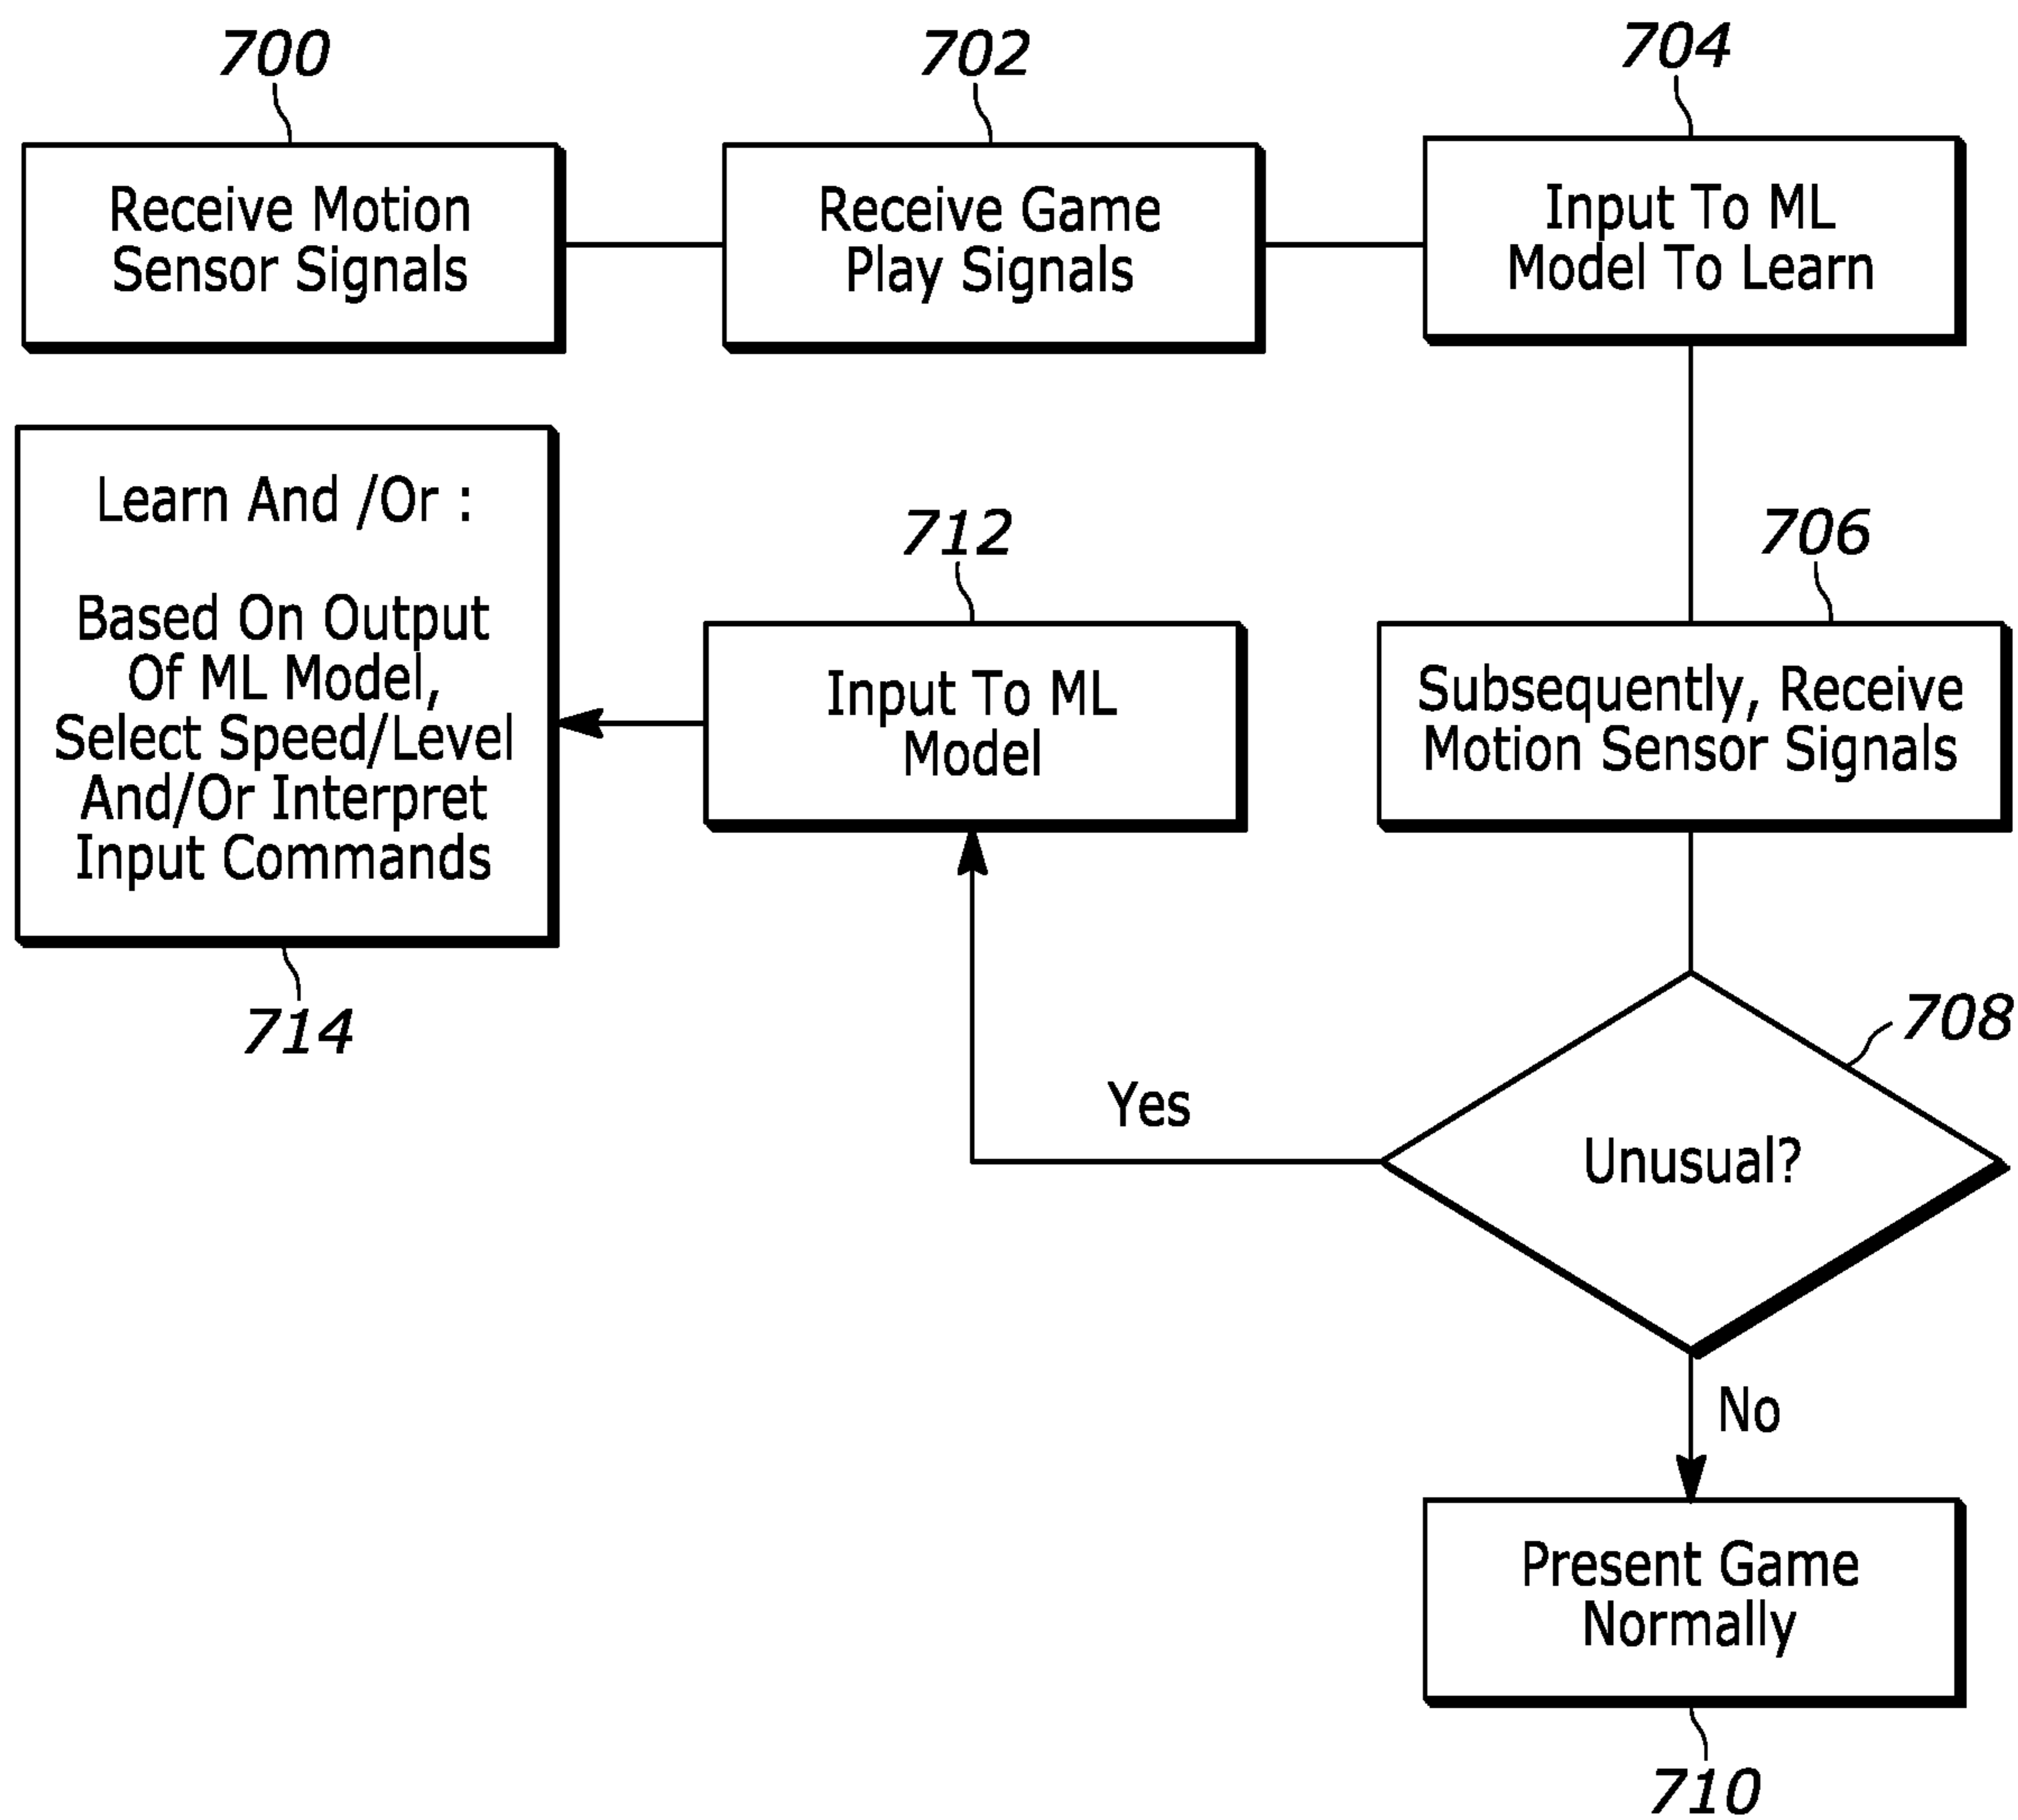 700
Receive Motion
Sensor Signals
702
Receive Game
Play Signals
704
Input To ML
Model To Learn
706
Subsequently, Receive
Motion Sensor Signals
708
Unusual?
Yes
No
710
Present Game
Normally
712
Input To ML
Model
Learn And /Or :
Based On Output
Of ML Model,
Select Speed/Level
And/Or Interpret
Input Commands
714